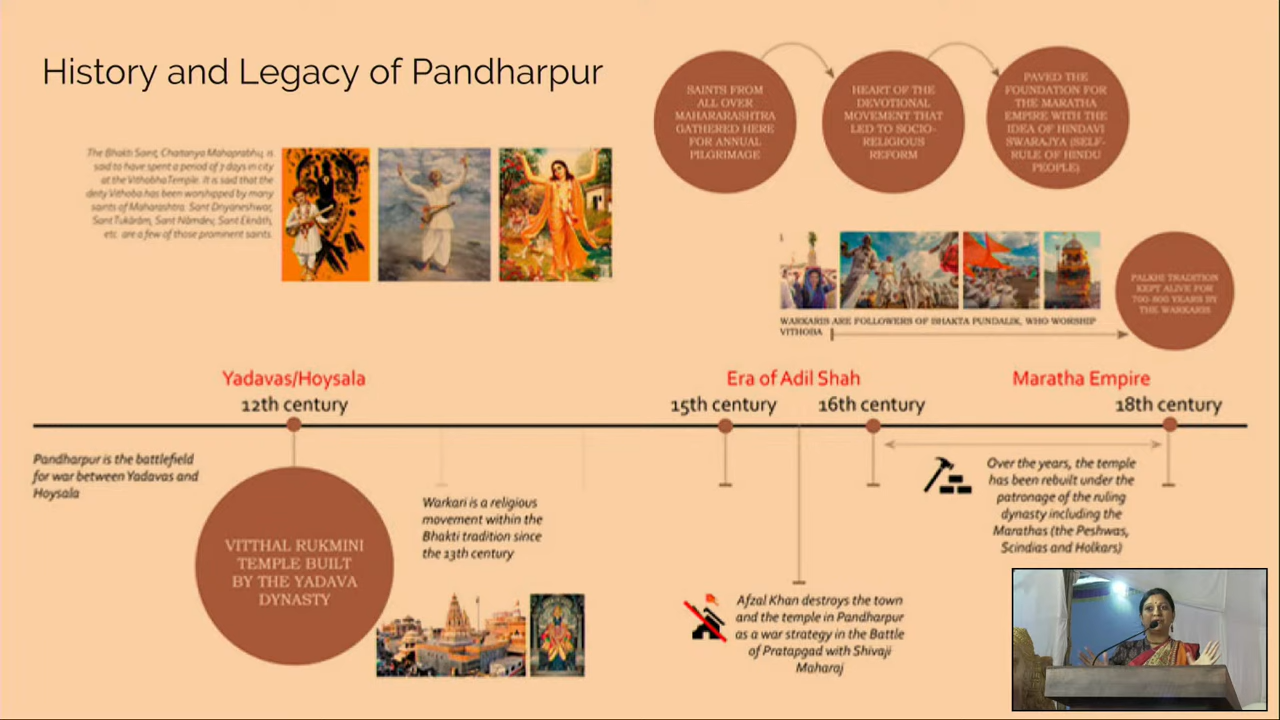 History and Legacy of Pandharpur
SAINTS FROM
ALL OVER
MAHARARASHTRA
GATHERED HERE
FOR ANNUAL
PILGRIMAGE
HEART OF THE
DEVOTIONAL
MOVEMENT THAT
LED TO SOCIO-
RELIGIOUS
REFORM
PAVED THE
FOUNDATION FOR
THE MARATHA
EMPIRE WITH THE
IDEA OF HINDAVI
SWARAJYA (SELF-
RULE OF HINDU
PEOPLE)
The Bhakti Saint, Chaitanya Mahaprabhu, is
said to have spent a period of 7 days in city
at the Vithobha Temple. It is said that the
deity Vithoba has been worshipped by many
saints of Maharashtra. Sant Dnyaneshwar,
Sant Tukārām, Sant Nāmdev, Sant Eknāth,
etc. are a few of those prominent saints.
WARKARIS ARE FOLLOWERS OF BHAKTA PUNDALIK, WHO WORSHIP
VITHOBA
PALKHI TRADITION
KEPT ALIVE FOR
700-800 YEARS BY
THE WARKARIS
Yadavas/Hoysala
12th century
Era of Adil Shah
15th century
16th century
Maratha Empire
18th century
Pandharpur is the battlefield
for war between Yadavas and
Hoysala
VITTHAL RUKMINI
TEMPLE BUILT
BY THE YADAVA
DYNASTY
Warkari is a religious
movement within the
Bhakti tradition since
the 13th century
Afzal Khan destroys the town
and the temple in Pandharpur
as a war strategy in the Battle
of Pratapgad with Shivaji
Maharaj
Over the years, the temple
has been rebuilt under the
patronage of the ruling
dynasty including the
Marathas (the Peshwas,
Scindias and Holkars)